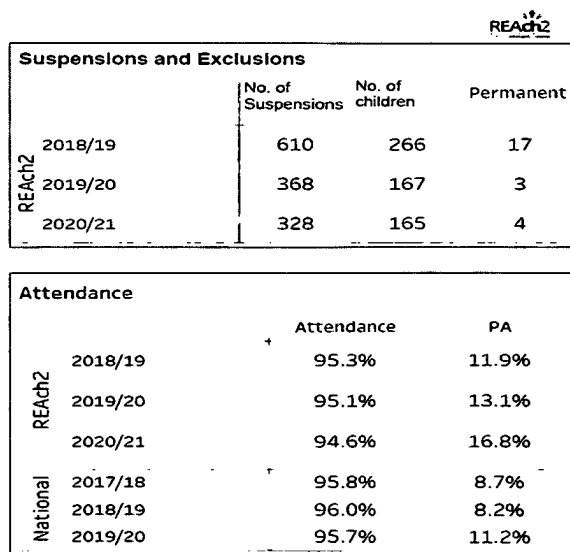 REAch2
Suspensions and Exclusions
No. of Suspensions No. of children Permanent
REAch2
2018/19 610 266 17
2019/20 368 167 3
2020/21 328 165 4
Attendance
Attendance PA
REAch2
2018/19 95.3% 11.9%
2019/20 95.1% 13.1%
2020/21 94.6% 16.8%
National
2017/18 95.8% 8.7%
2018/19 96.0% 8.2%
2019/20 95.7% 11.2%